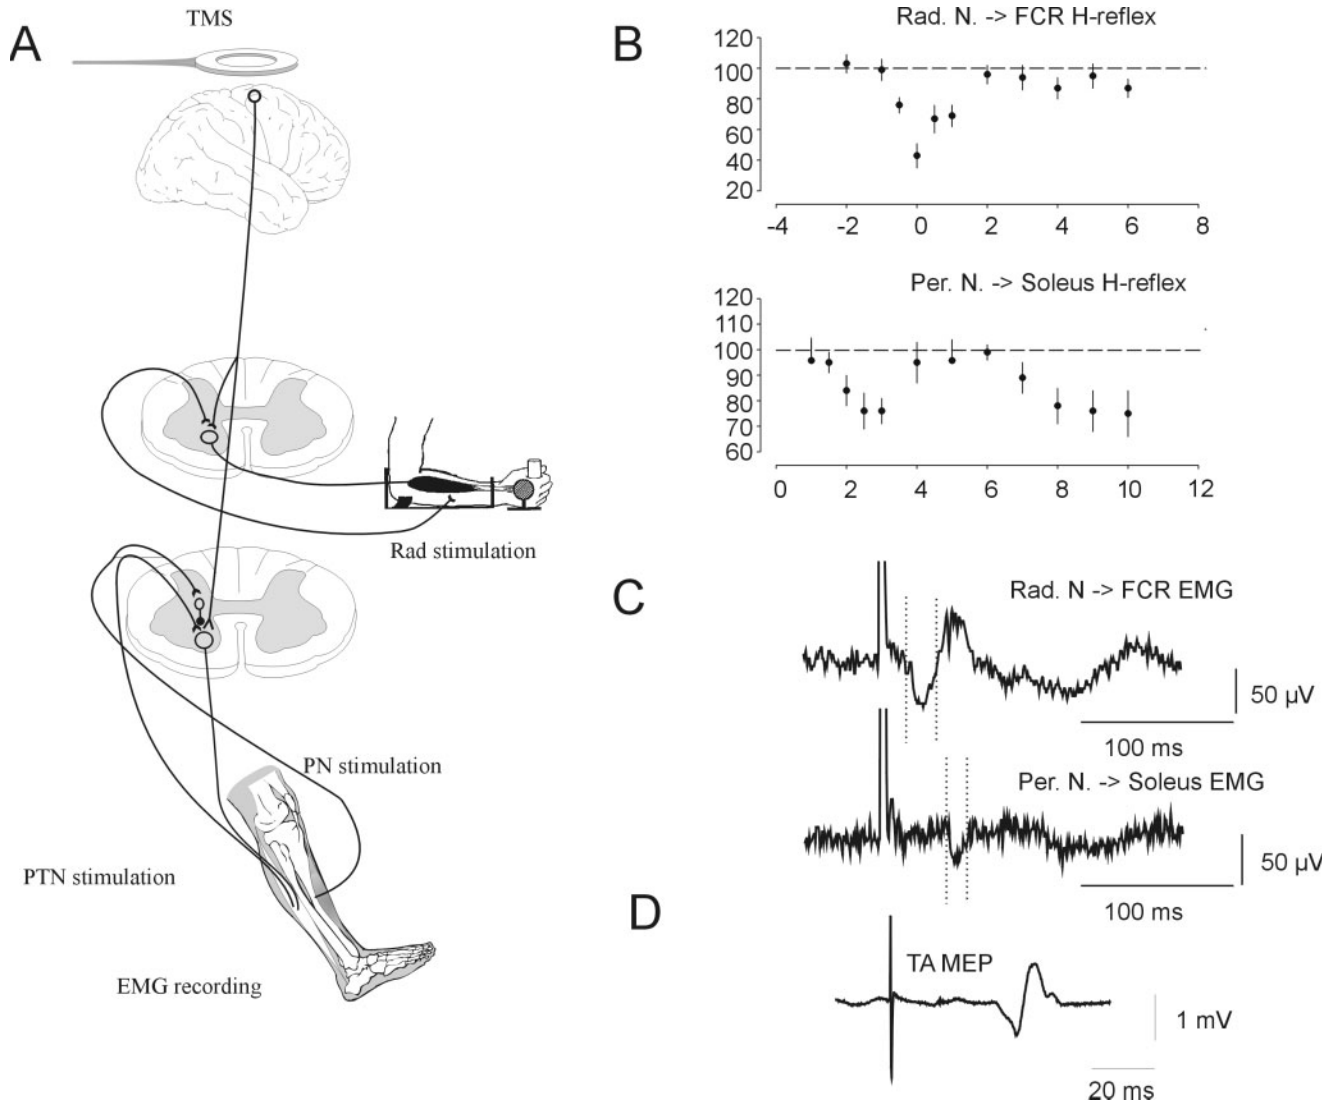 A
TMS
Rad stimulation
PN stimulation
PTN stimulation
EMG recording
B
Rad. N. -> FCR H-reflex
120
100
80
60
40
20
-4 -2 0 2 4 6 8
Per. N. -> Soleus H-reflex
120
110
100
90
80
70
60
0 2 4 6 8 10 12
C
Rad. N -> FCR EMG
50 µV
100 ms
Per. N. -> Soleus EMG
50 µV
100 ms
D
TA MEP
1 mV
20 ms